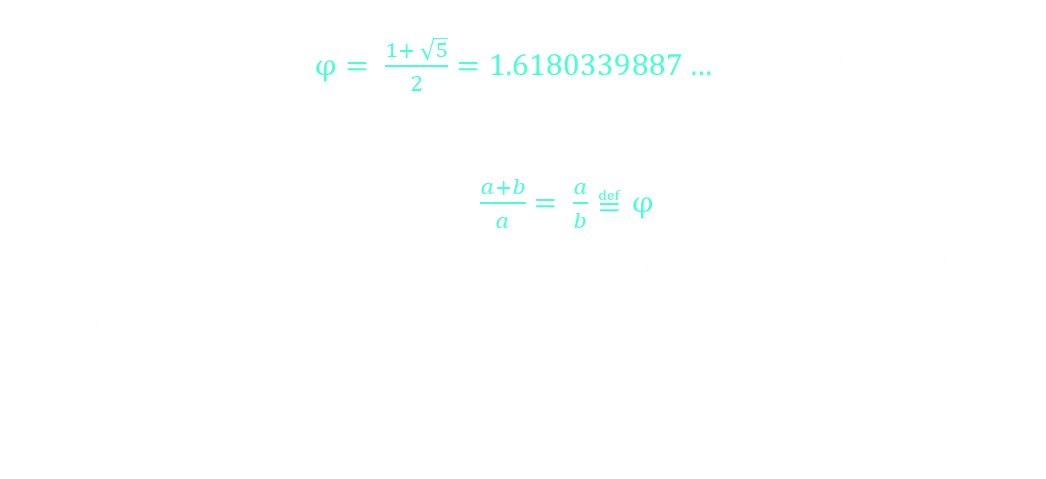 φ = (1+ √5)/2 = 1.6180339887 ...
(a+b)/a = a/b ≝ φ